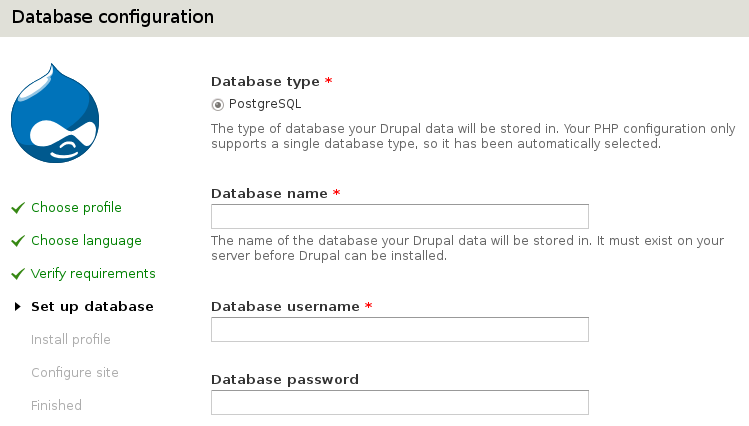 Database configuration
Choose profile
Choose language
Verify requirements
Set up database
Install profile
Configure site
Finished
Database type *
PostgreSQL
The type of database your Drupal data will be stored in. Your PHP configuration only
supports a single database type, so it has been automatically selected.
Database name *
The name of the database your Drupal data will be stored in. It must exist on your
server before Drupal can be installed.
Database username *
Database password